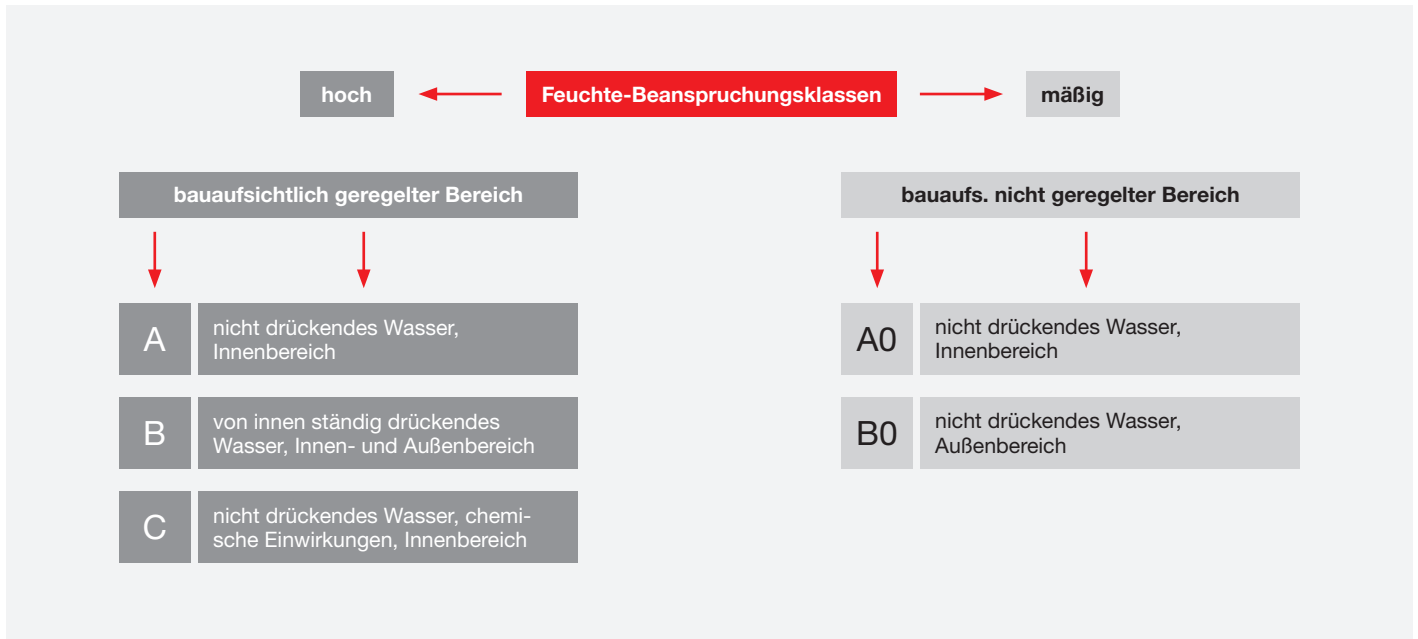 hoch
Feuchte-Beanspruchungsklassen
mäßig
bauaufsichtlich geregelter Bereich
A
nicht drückendes Wasser,
Innenbereich
B
von innen ständig drückendes
Wasser, Innen- und Außenbereich
C
nicht drückendes Wasser, chemi-
sche Einwirkungen, Innenbereich
bauaufs. nicht geregelter Bereich
A0
nicht drückendes Wasser,
Innenbereich
B0
nicht drückendes Wasser,
Außenbereich